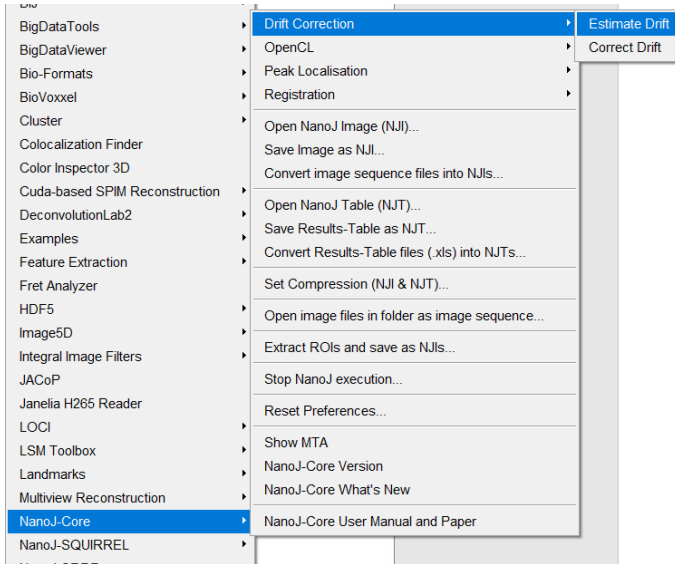 BigDataTools
BigDataViewer
Bio-Formats
BioVoxxel
Cluster
Colocalization Finder
Color Inspector 3D
Cuda-based SPIM Reconstruction
DeconvolutionLab2
Examples
Feature Extraction
Fret Analyzer
HDF5
Image5D
Integral Image Filters
JACoP
Janelia H265 Reader
LOCI
LSM Toolbox
Landmarks
Multiview Reconstruction
NanoJ-Core
NanoJ-SQUIRREL
Drift Correction
OpenCL
Peak Localisation
Registration
Open NanoJ Image (NJI)...
Save Image as NJI...
Convert image sequence files into NJIs...
Open NanoJ Table (NJT)...
Save Results-Table as NJT...
Convert Results-Table files (.xls) into NJTs...
Set Compression (NJI & NJT)...
Open image files in folder as image sequence...
Extract ROIs and save as NJIs...
Stop NanoJ execution...
Reset Preferences...
Show MTA
NanoJ-Core Version
NanoJ-Core What's New
NanoJ-Core User Manual and Paper
Estimate Drift
Correct Drift